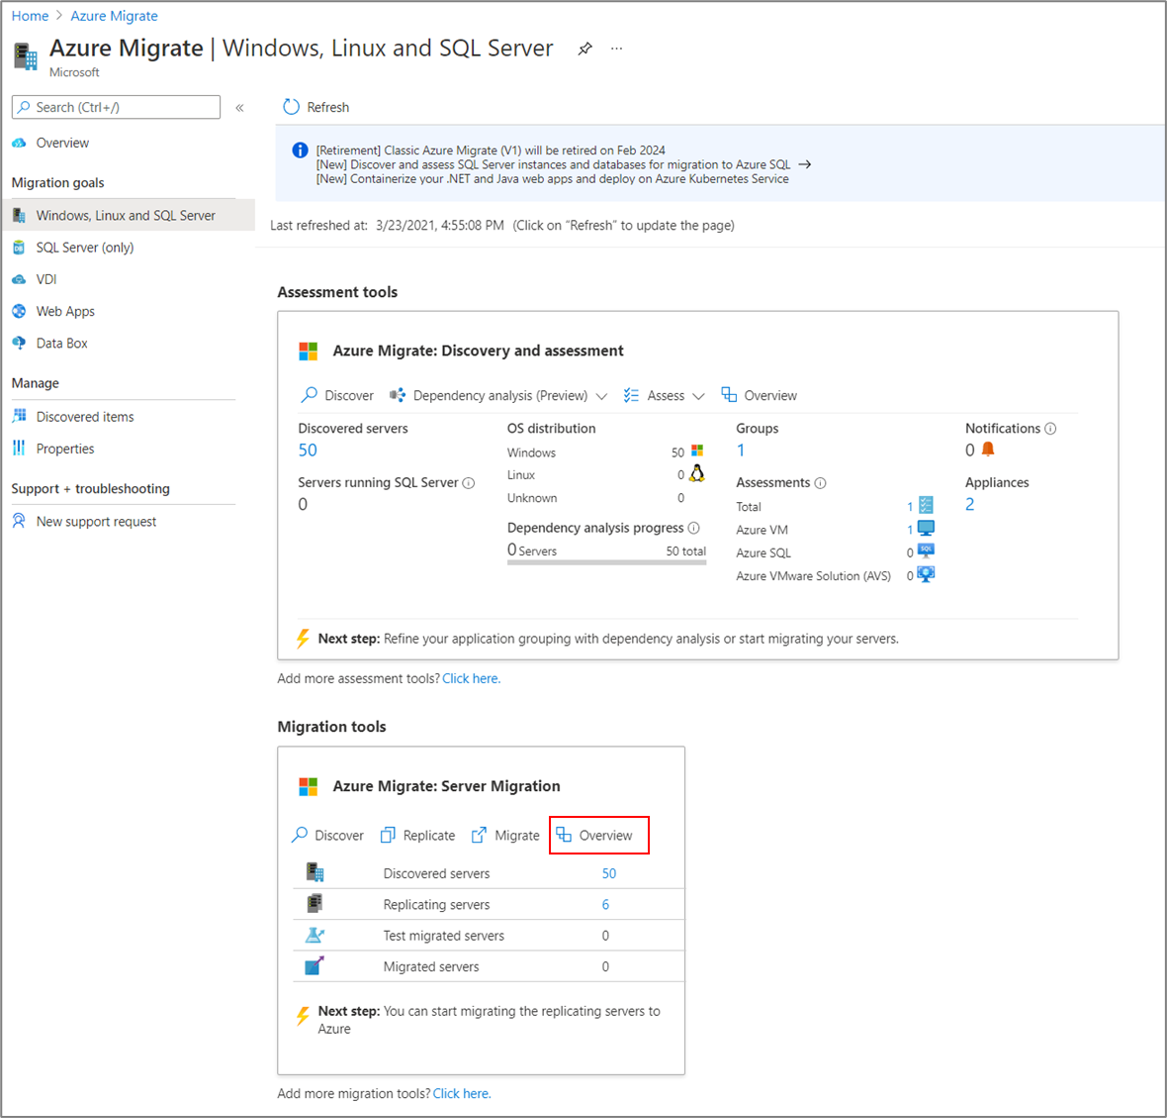 Home > Azure Migrate
Azure Migrate | Windows, Linux and SQL Server ...
Microsoft
Search (Ctrl+/) «
Overview
Migration goals
Windows, Linux and SQL Server
SQL Server (only)
VDI
Web Apps
Data Box
Manage
Discovered items
Properties
Support + troubleshooting
New support request
Refresh
[Retirement] Classic Azure Migrate (V1) will be retired on Feb 2024
[New] Discover and assess SQL Server instances and databases for migration to Azure SQL →
[New] Containerize your .NET and Java web apps and deploy on Azure Kubernetes Service
Last refreshed at: 3/23/2021, 4:55:08 PM (Click on “Refresh” to update the page)
Assessment tools
Azure Migrate: Discovery and assessment
Discover Dependency analysis (Preview) Assess Overview
Discovered servers
50
Servers running SQL Server
0
OS distribution
Windows 50
Linux 0
Unknown 0
Dependency analysis progress
0 Servers 50 total
Groups
1
Assessments
Total 1
Azure VM 1
Azure SQL 0
Azure VMware Solution (AVS) 0
Notifications
0
Appliances
2
Next step: Refine your application grouping with dependency analysis or start migrating your servers.
Add more assessment tools? Click here.
Migration tools
Azure Migrate: Server Migration
Discover Replicate Migrate Overview
Discovered servers 50
Replicating servers 6
Test migrated servers 0
Migrated servers 0
Next step: You can start migrating the replicating servers to
Azure
Add more migration tools? Click here.